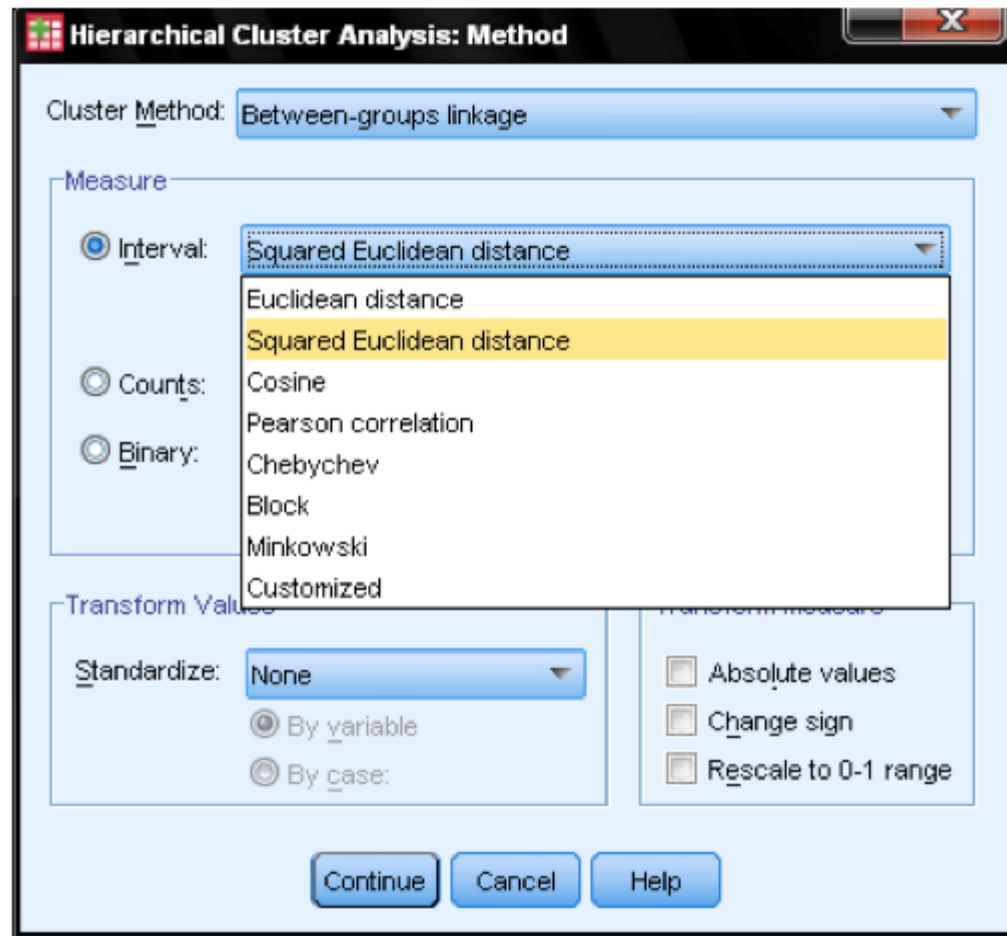 Hierarchical Cluster Analysis: Method
Cluster Method: Between-groups linkage
Measure
Interval: Squared Euclidean distance
Euclidean distance
Squared Euclidean distance
Cosine
Counts:
Pearson correlation
Binary:
Chebychev
Block
Minkowski
Customized
Transform Values
Transform Measure
Standardize: None
By variable
By case:
Absolute values
Change sign
Rescale to 0-1 range
Continue Cancel Help